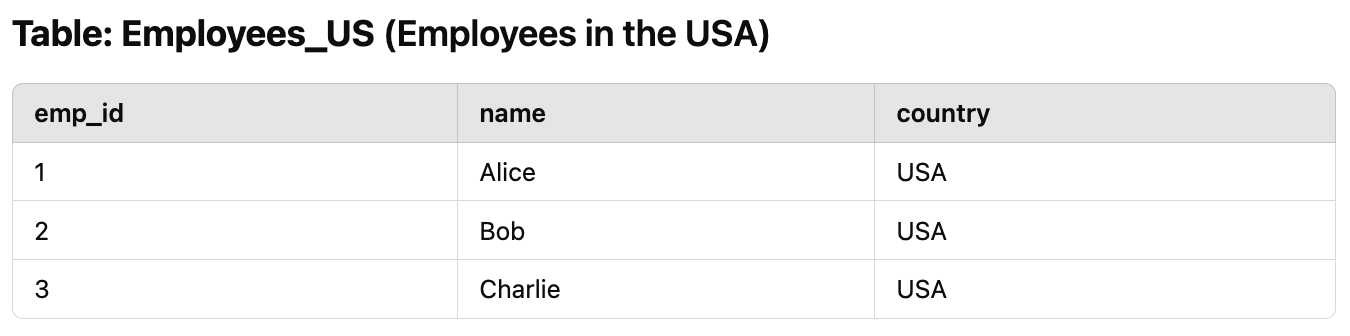 Table: Employees_US (Employees in the USA)
emp_id name country
1 Alice USA
2 Bob USA
3 Charlie USA